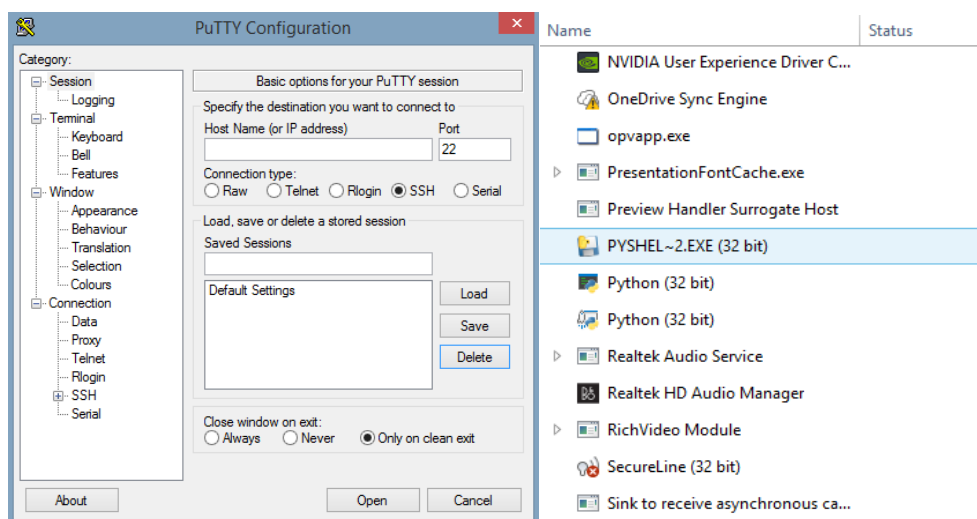 PuTTY Configuration
Category:
Session
Logging
Terminal
Keyboard
Bell
Features
Window
Appearance
Behaviour
Translation
Selection
Colours
Connection
Data
Proxy
Telnet
Rlogin
SSH
Serial
Basic options for your PuTTY session
Specify the destination you want to connect to
Host Name (or IP address) Port
22
Connection type:
Raw Telnet Rlogin SSH Serial
Load, save or delete a stored session
Saved Sessions
Default Settings
Load
Save
Delete
Close window on exit:
Always Never Only on clean exit
About Open Cancel
Name Status
NVIDIA User Experience Driver C...
OneDrive Sync Engine
opvapp.exe
PresentationFontCache.exe
Preview Handler Surrogate Host
PYSHEL~2.EXE (32 bit)
Python (32 bit)
Python (32 bit)
Realtek Audio Service
Realtek HD Audio Manager
RichVideo Module
SecureLine (32 bit)
Sink to receive asynchronous ca...